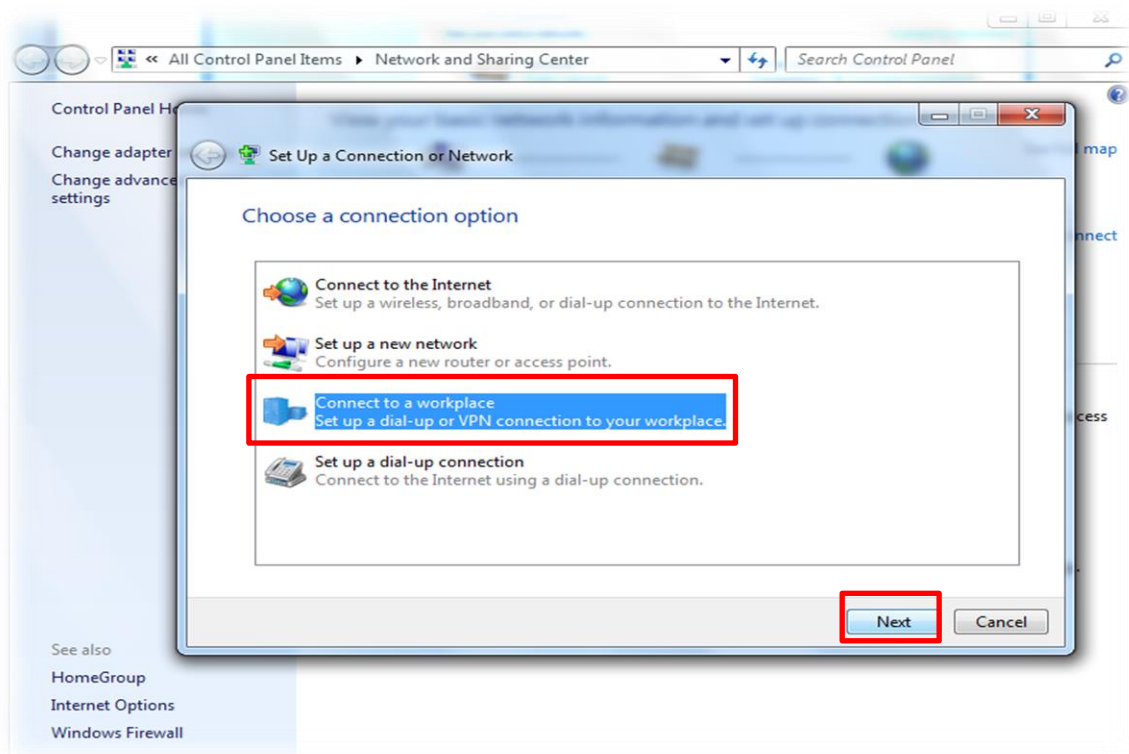 « All Control Panel Items ▸ Network and Sharing Center
Search Control Panel
Control Panel
Change adapter
Change
settings
map
Set Up a Connection or Network
Choose a connection option
Connect to the Internet
Set up a wireless, broadband, or dial-up connection to the Internet.
Set up a new network
Configure a new router or access point.
Connect to a workplace
Set up a dial-up or VPN connection to your workplace.
Set up a dial-up connection
Connect to the Internet using a dial-up connection.
Next
Cancel
See also
HomeGroup
Internet Options
Windows Firewall